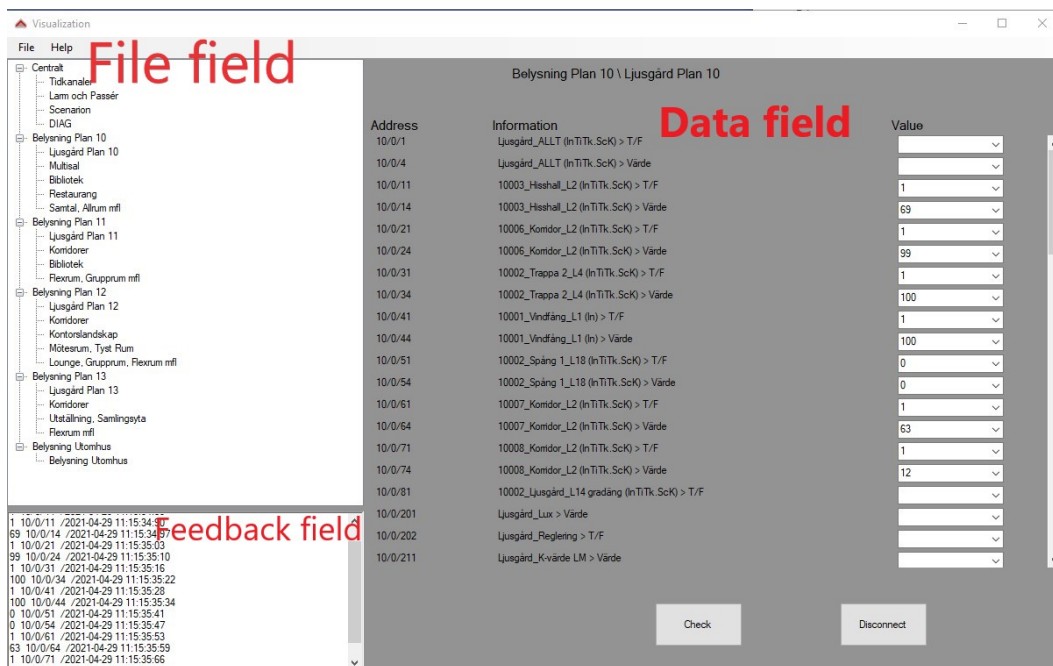 Visualization
File Help
File field
Centralt
Tidkanaler
Larm och Passér
Scenarion
DIAG
Belysning Plan 10
Ljusgård Plan 10
Multisal
Bibliotek
Restaurang
Samtal, Allrum mfl
Belysning Plan 11
Ljusgård Plan 11
Korridorer
Bibliotek
Flexrum, Grupprum mfl
Belysning Plan 12
Ljusgård Plan 12
Korridorer
Kontorslandskap
Mötesrum, Tyst Rum
Lounge, Grupprum, Flexrum mfl
Belysning Plan 13
Ljusgård Plan 13
Korridorer
Utställning, Samlingsyta
Flexrum mfl
Belysning Utomhus
Belysning Utomhus
Feedback field
1 10/0/11 /2021-04-29 11:15:34:90
69 10/0/14 /2021-04-29 11:15:34:97
1 10/0/21 /2021-04-29 11:15:35:03
99 10/0/24 /2021-04-29 11:15:35:10
1 10/0/31 /2021-04-29 11:15:35:16
100 10/0/34 /2021-04-29 11:15:35:22
1 10/0/41 /2021-04-29 11:15:35:28
100 10/0/44 /2021-04-29 11:15:35:34
0 10/0/51 /2021-04-29 11:15:35:41
0 10/0/54 /2021-04-29 11:15:35:47
1 10/0/61 /2021-04-29 11:15:35:53
63 10/0/64 /2021-04-29 11:15:35:59
1 10/0/71 /2021-04-29 11:15:35:66
Belysning Plan 10 \ Ljusgård Plan 10
Data field
Address Information Value
10/0/1 Ljusgård_ALLT (InTiTk.ScK) > T/F
10/0/4 Ljusgård_ALLT (InTiTk.ScK) > Värde
10/0/11 10003_Hisshall_L2 (InTiTk.ScK) > T/F 1
10/0/14 10003_Hisshall_L2 (InTiTk.ScK) > Värde 69
10/0/21 10006_Korridor_L2 (InTiTk.ScK) > T/F 1
10/0/24 10006_Korridor_L2 (InTiTk.ScK) > Värde 99
10/0/31 10002_Trappa 2_L4 (InTiTk.ScK) > T/F 1
10/0/34 10002_Trappa 2_L4 (InTiTk.ScK) > Värde 100
10/0/41 10001_Vindfång_L1 (In) > T/F 1
10/0/44 10001_Vindfång_L1 (In) > Värde 100
10/0/51 10002_Spång 1_L18 (InTiTk.ScK) > T/F 0
10/0/54 10002_Spång 1_L18 (InTiTk.ScK) > Värde 0
10/0/61 10007_Korridor_L2 (InTiTk.ScK) > T/F 1
10/0/64 10007_Korridor_L2 (InTiTk.ScK) > Värde 63
10/0/71 10008_Korridor_L2 (InTiTk.ScK) > T/F 1
10/0/74 10008_Korridor_L2 (InTiTk.ScK) > Värde 12
10/0/81 10002_Ljusgård_L14 gradäng (InTiTk.ScK) > T/F
10/0/201 Ljusgård_Lux > Värde
10/0/202 Ljusgård_Reglering > T/F
10/0/211 Ljusgård_K-värde LM > Värde
Check Disconnect